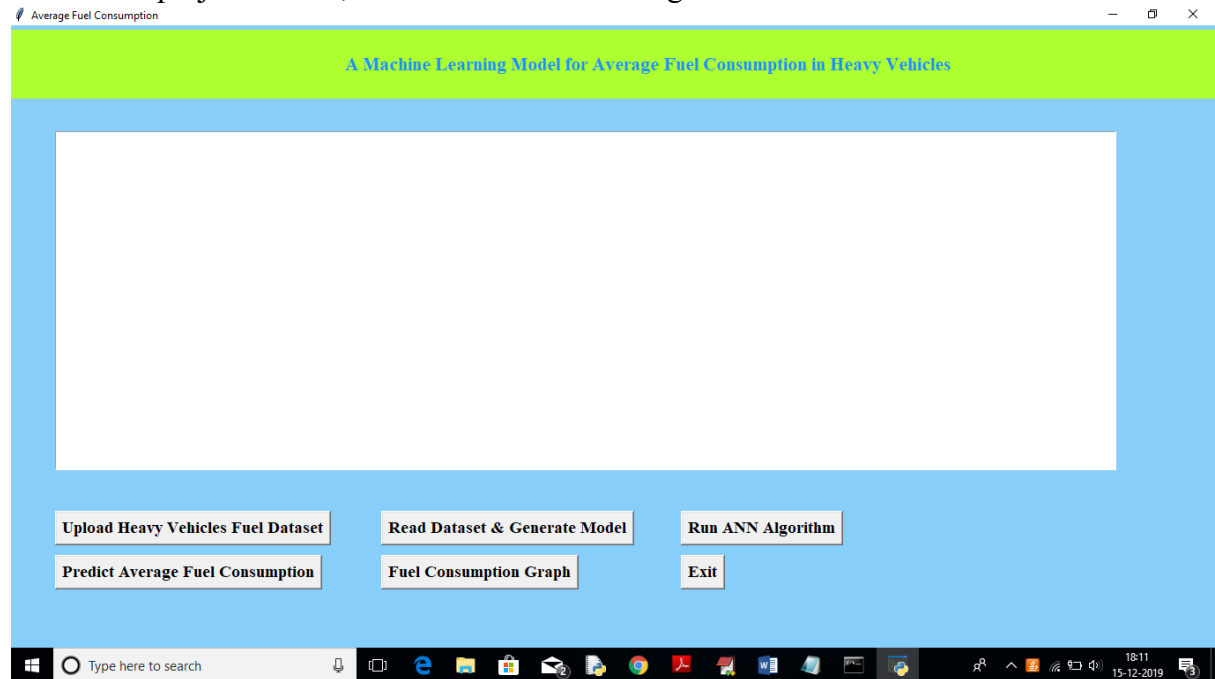 Average Fuel Consumption
A Machine Learning Model for Average Fuel Consumption in Heavy Vehicles
Upload Heavy Vehicles Fuel Dataset
Read Dataset & Generate Model
Run ANN Algorithm
Predict Average Fuel Consumption
Fuel Consumption Graph
Exit
Type here to search
2
18:11
15-12-2019
3